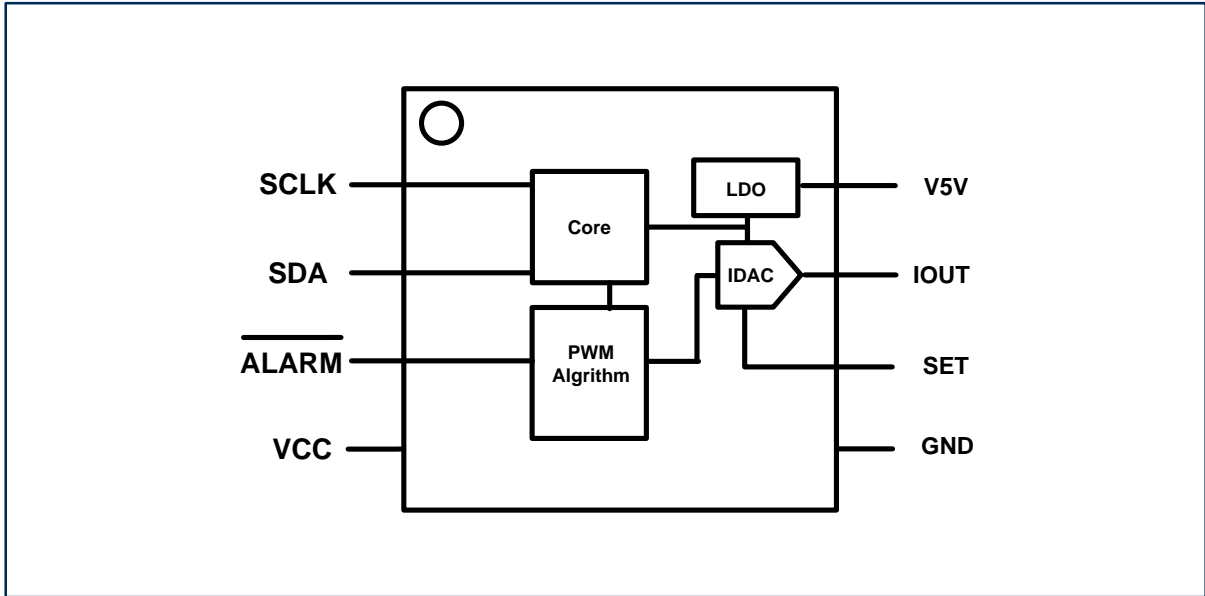 SCLK
SDA
ALARM
VCC
Core
PWM
Algrithm
LDO
IDAC
V5V
IOUT
SET
GND